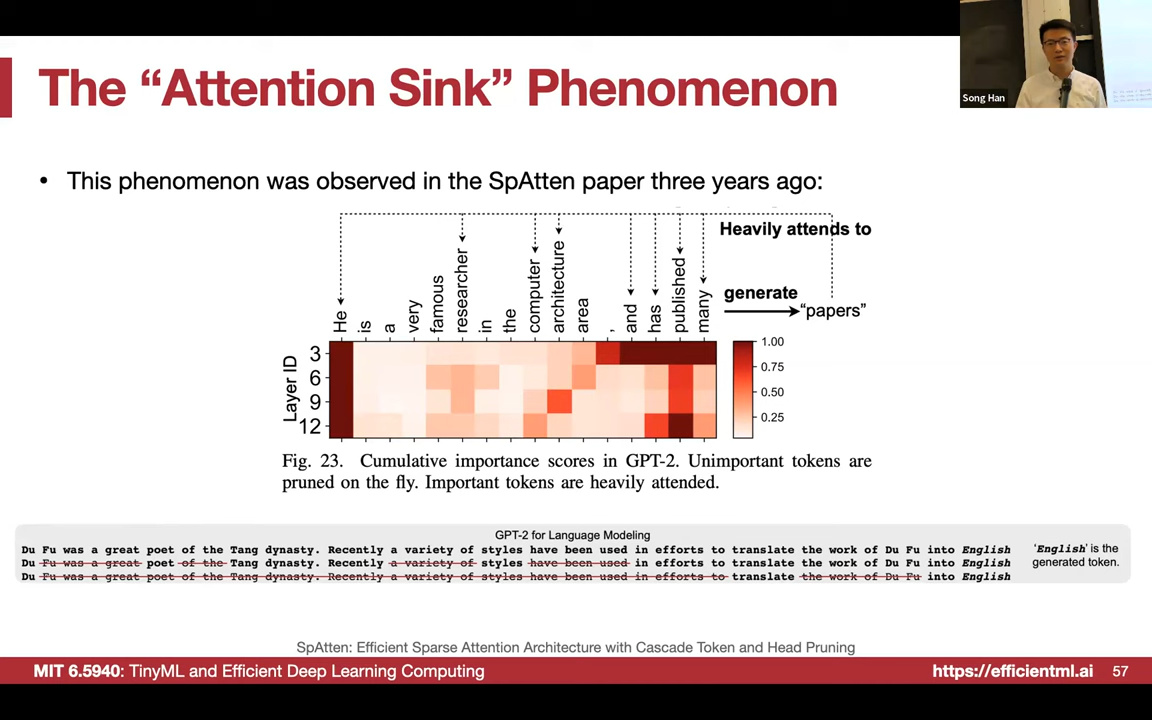 Song Han
The “Attention Sink” Phenomenon
• This phenomenon was observed in the SpAtten paper three years ago:
Heavily attends to
He is a very famous researcher in the computer architecture area , and has published many
generate
“papers”
Layer ID
3
6
9
12
1.00
0.75
0.50
0.25
Fig. 23. Cumulative importance scores in GPT-2. Unimportant tokens are
pruned on the fly. Important tokens are heavily attended.
GPT-2 for Language Modeling
Du Fu was a great poet of the Tang dynasty. Recently a variety of styles have been used in efforts to translate the work of Du Fu into English
Du Fu was a great poet of the Tang dynasty. Recently a variety of styles have been used in efforts to translate the work of Du Fu into English
Du Fu was a great poet of the Tang dynasty. Recently a variety of styles have been used in efforts to translate the work of Du Fu into English
‘English’ is the
generated token.
SpAtten: Efficient Sparse Attention Architecture with Cascade Token and Head Pruning
MIT 6.5940: TinyML and Efficient Deep Learning Computing
https://efficientml.ai
57